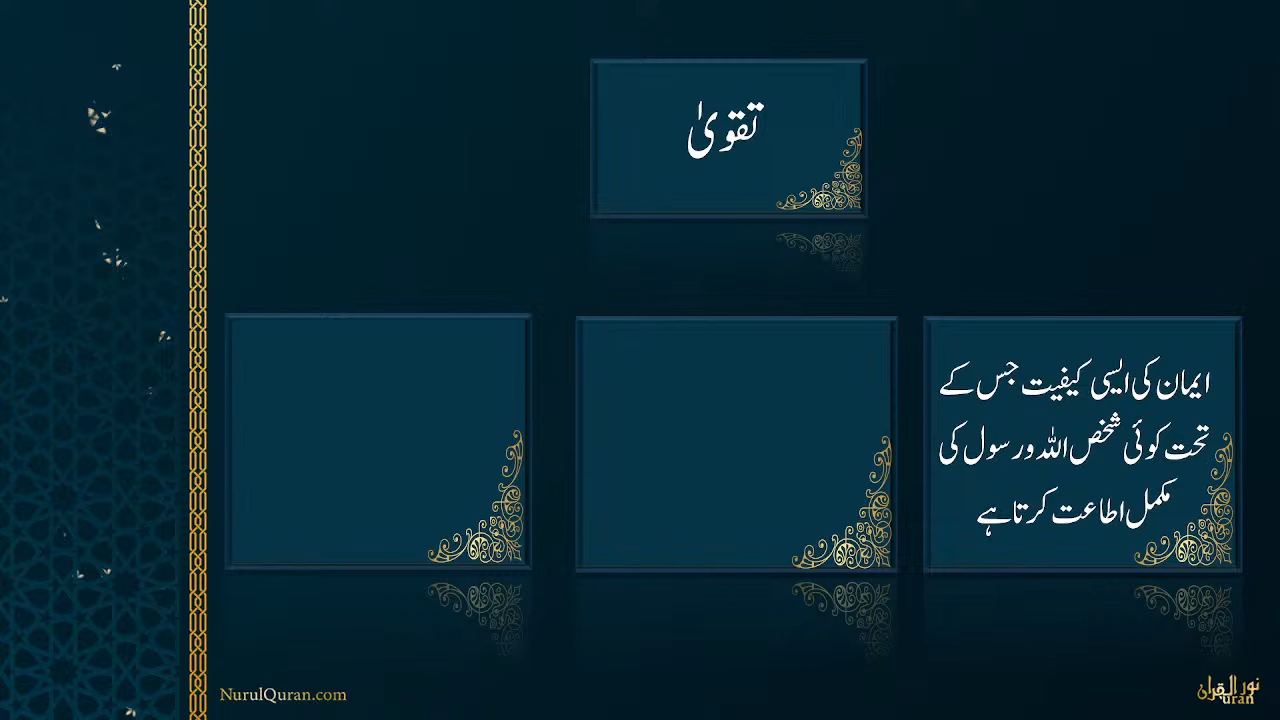 تقویٰ
ایمان کی ایسی کیفیت جس کے
تحت کوئی شخص اللہ ورسول کی
مکمل اطاعت کرتا ہے
NurulQuran.com
نور القرآن
uran